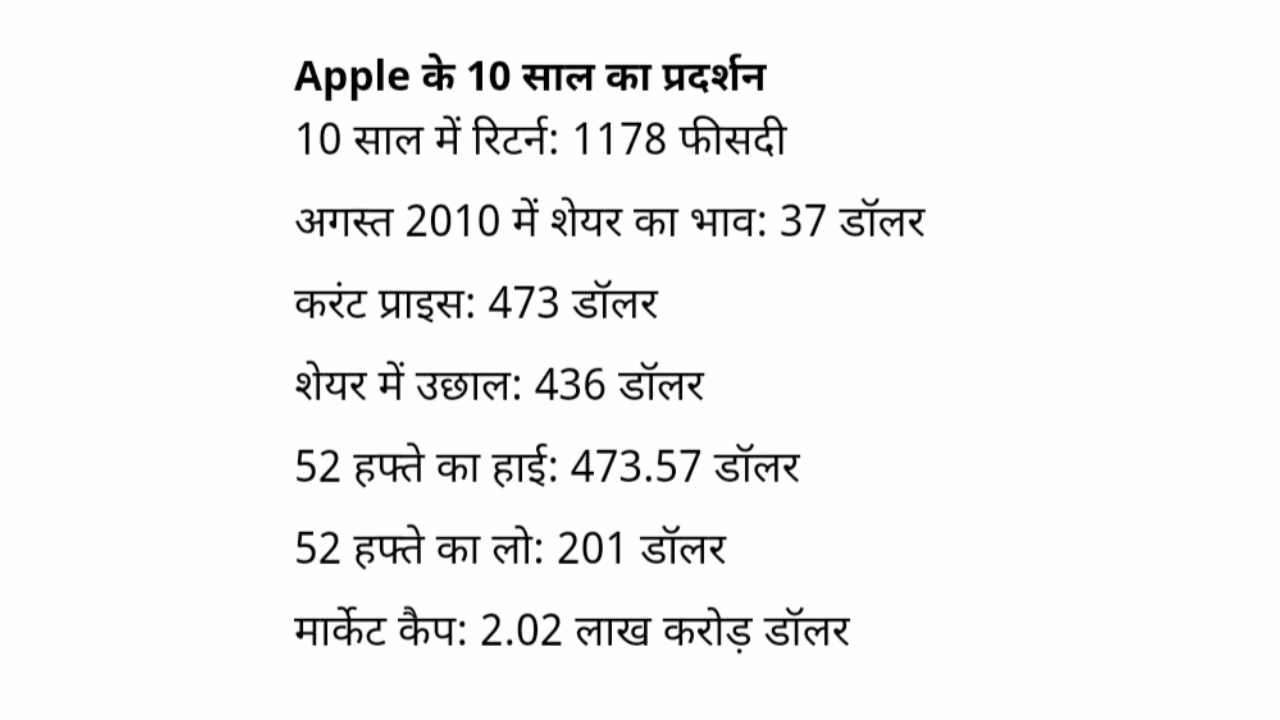 Apple के 10 साल का प्रदर्शन
10 साल में रिटर्न: 1178 फीसदी
अगस्त 2010 में शेयर का भाव: 37 डॉलर
करंट प्राइस: 473 डॉलर
शेयर में उछाल: 436 डॉलर
52 हफ्ते का हाई: 473.57 डॉलर
52 हफ्ते का लो: 201 डॉलर
मार्केट कैप: 2.02 लाख करोड़ डॉलर